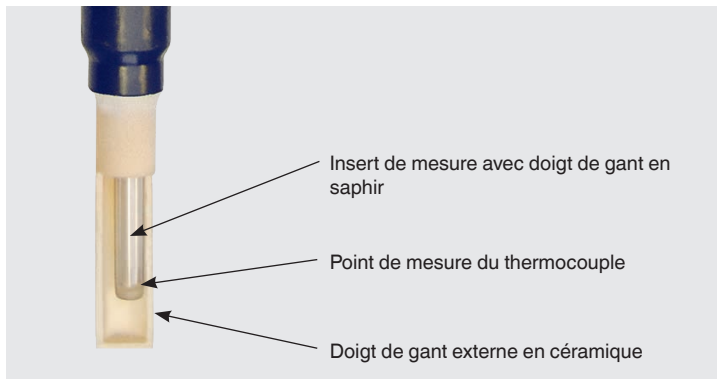 Insert de mesure avec doigt de gant en
saphir
Point de mesure du thermocouple
Doigt de gant externe en céramique